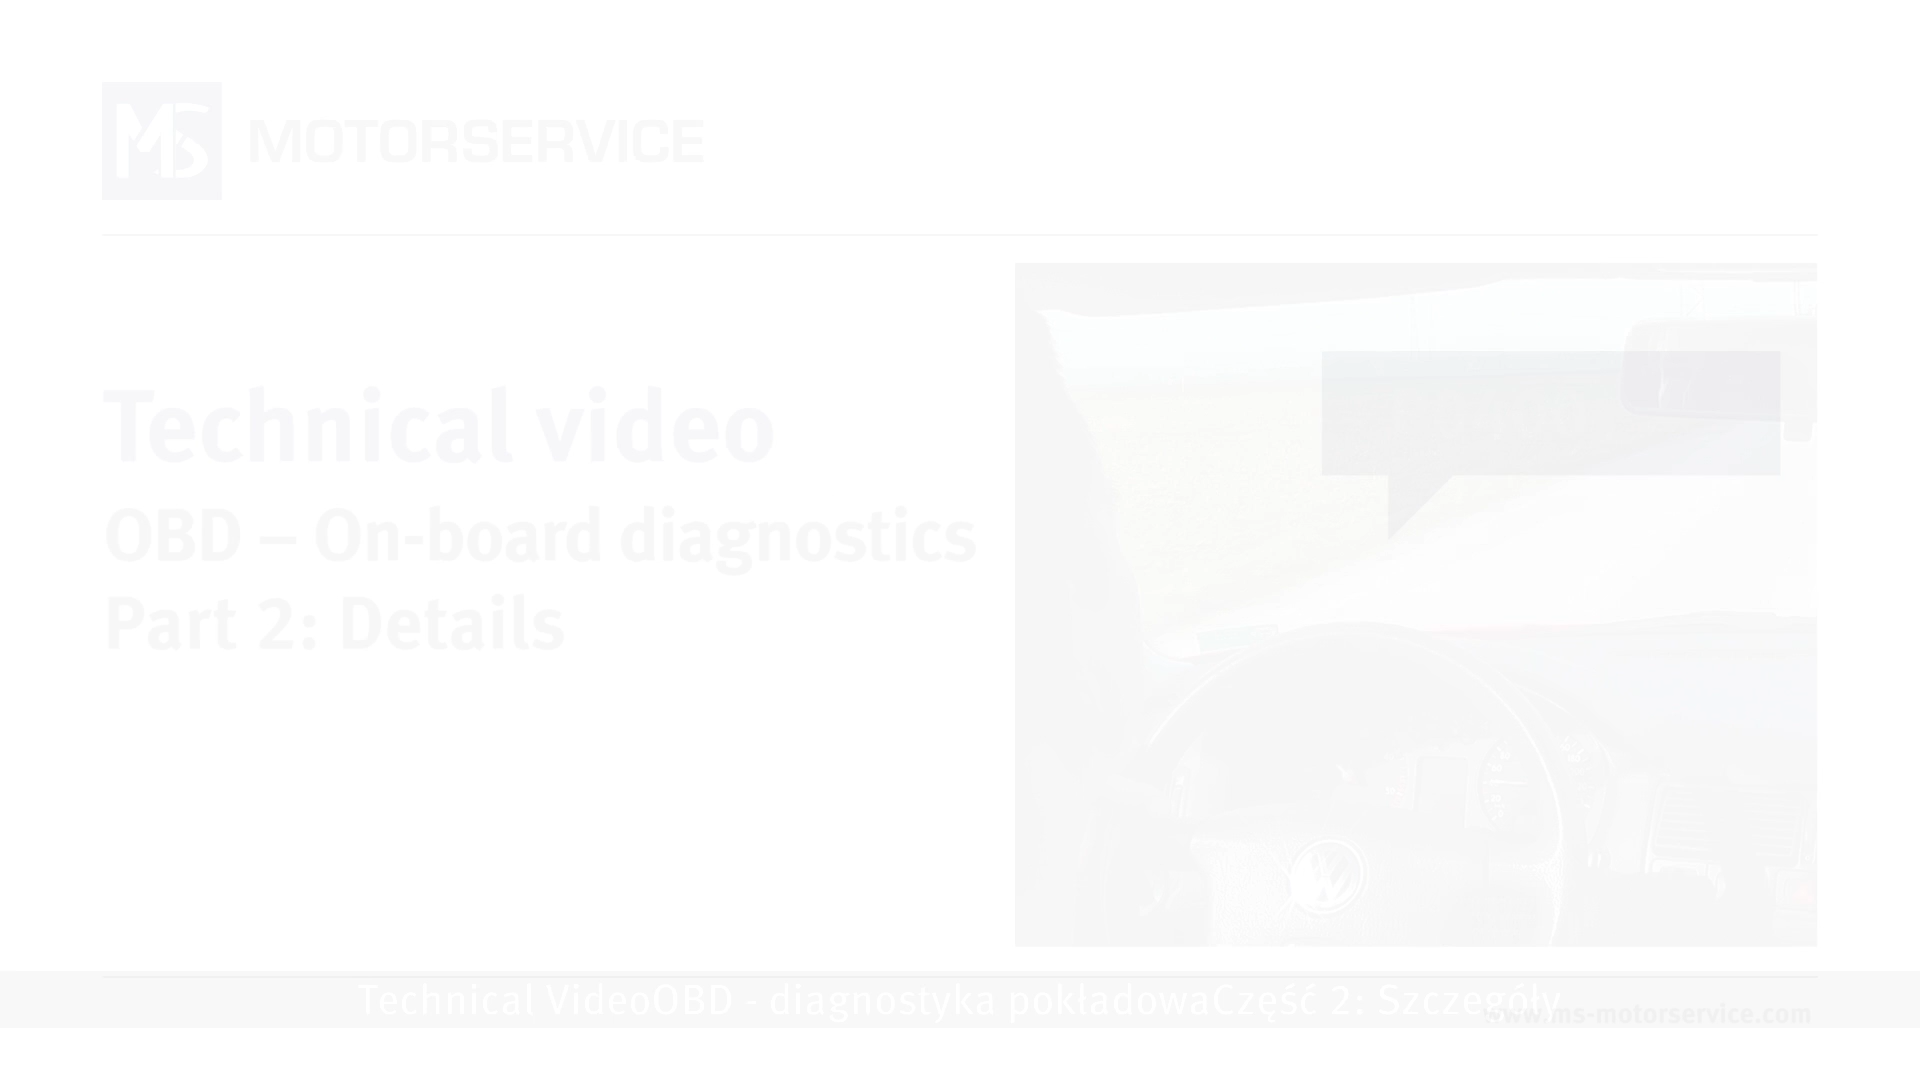 MS MOTORSERVICE
Technical video
OBD – On-board diagnostics
Part 2: Details
Technical VideoOBD - diagnostyka pokładowaCzęść 2: Szczegóły
www.ms-motorservice.com